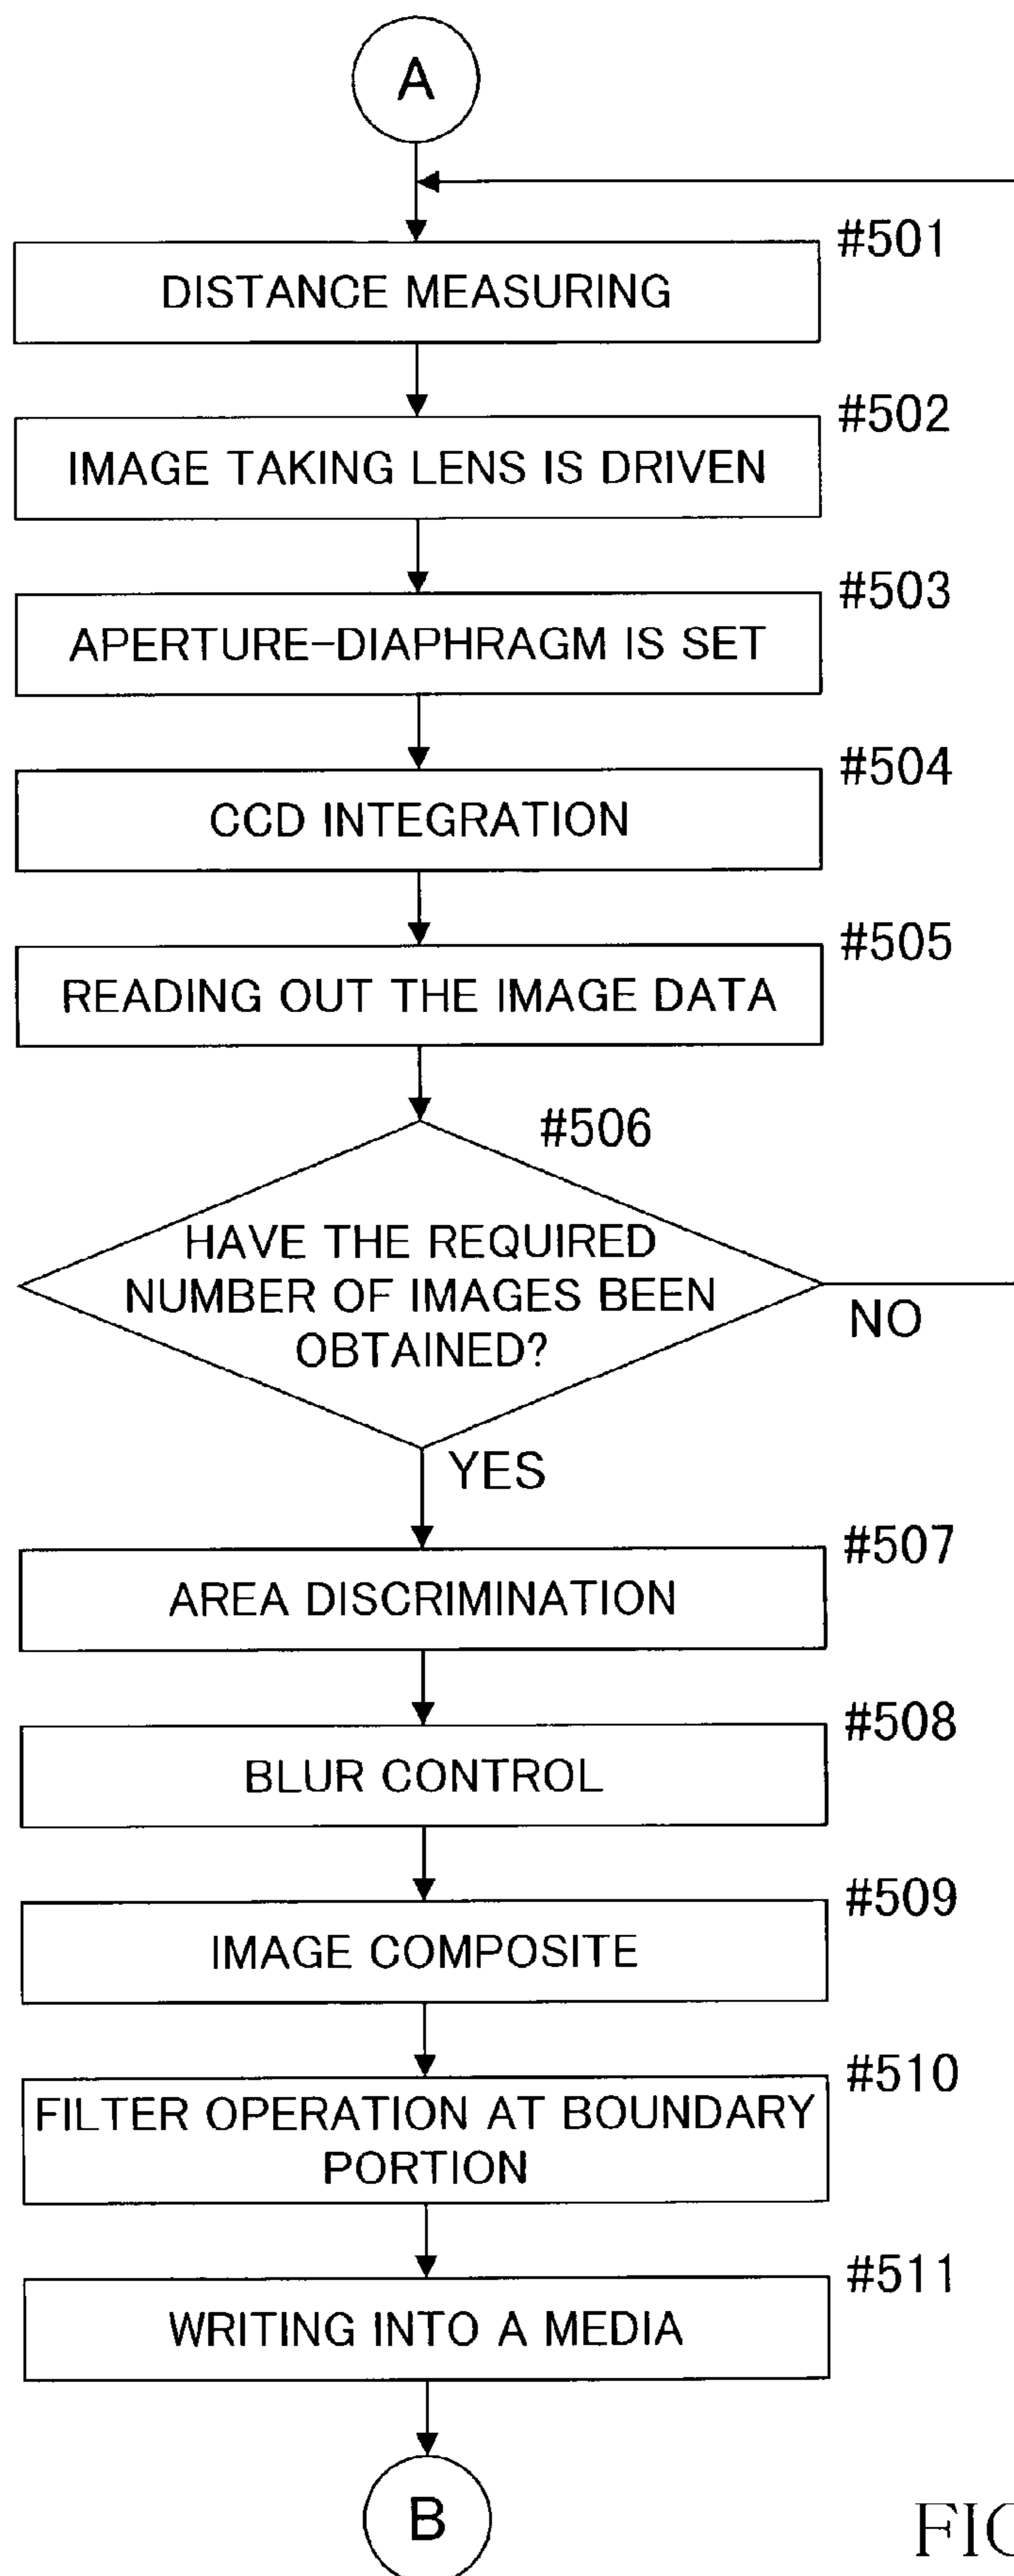 A
#501
DISTANCE MEASURING
#502
IMAGE TAKING LENS IS DRIVEN
#503
APERTURE-DIAPHRAGM IS SET
#504
CCD INTEGRATION
#505
READING OUT THE IMAGE DATA
#506
HAVE THE REQUIRED
NUMBER OF IMAGES BEEN
OBTAINED?
NO
YES
#507
AREA DISCRIMINATION
#508
BLUR CONTROL
#509
IMAGE COMPOSITE
#510
FILTER OPERATION AT BOUNDARY
PORTION
#511
WRITING INTO A MEDIA
B